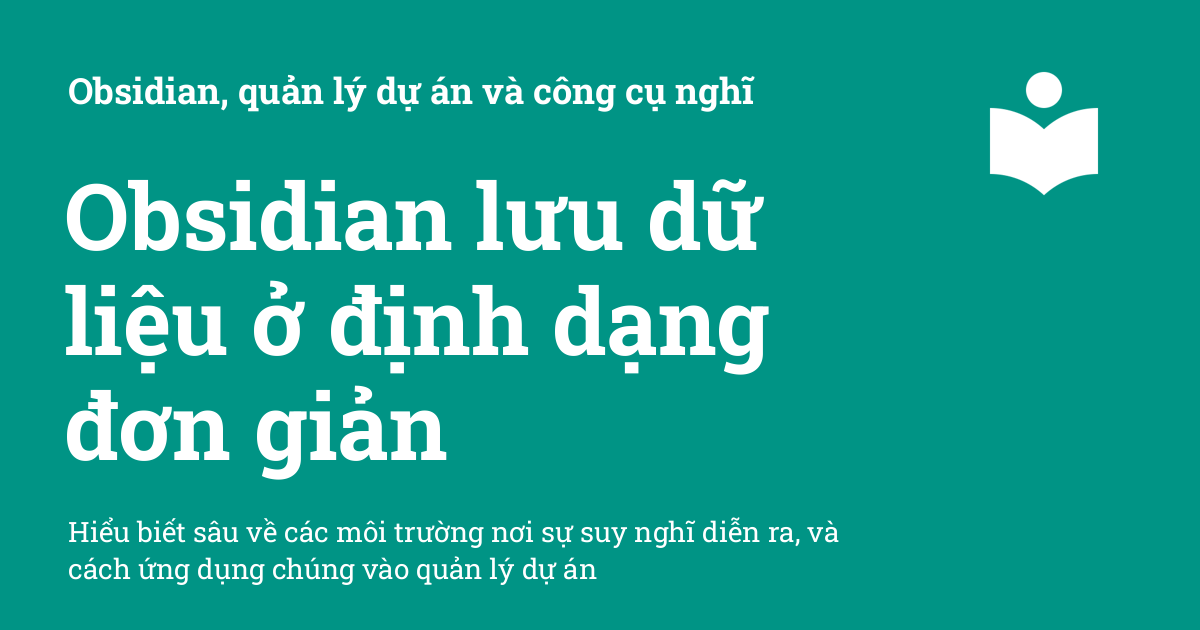 Obsidian, quản lý dự án và công cụ nghĩ
Obsidian lưu dữ
liệu ở định dạng
đơn giản
Hiểu biết sâu về các môi trường nơi sự suy nghĩ diễn ra, và
cách ứng dụng chúng vào quản lý dự án